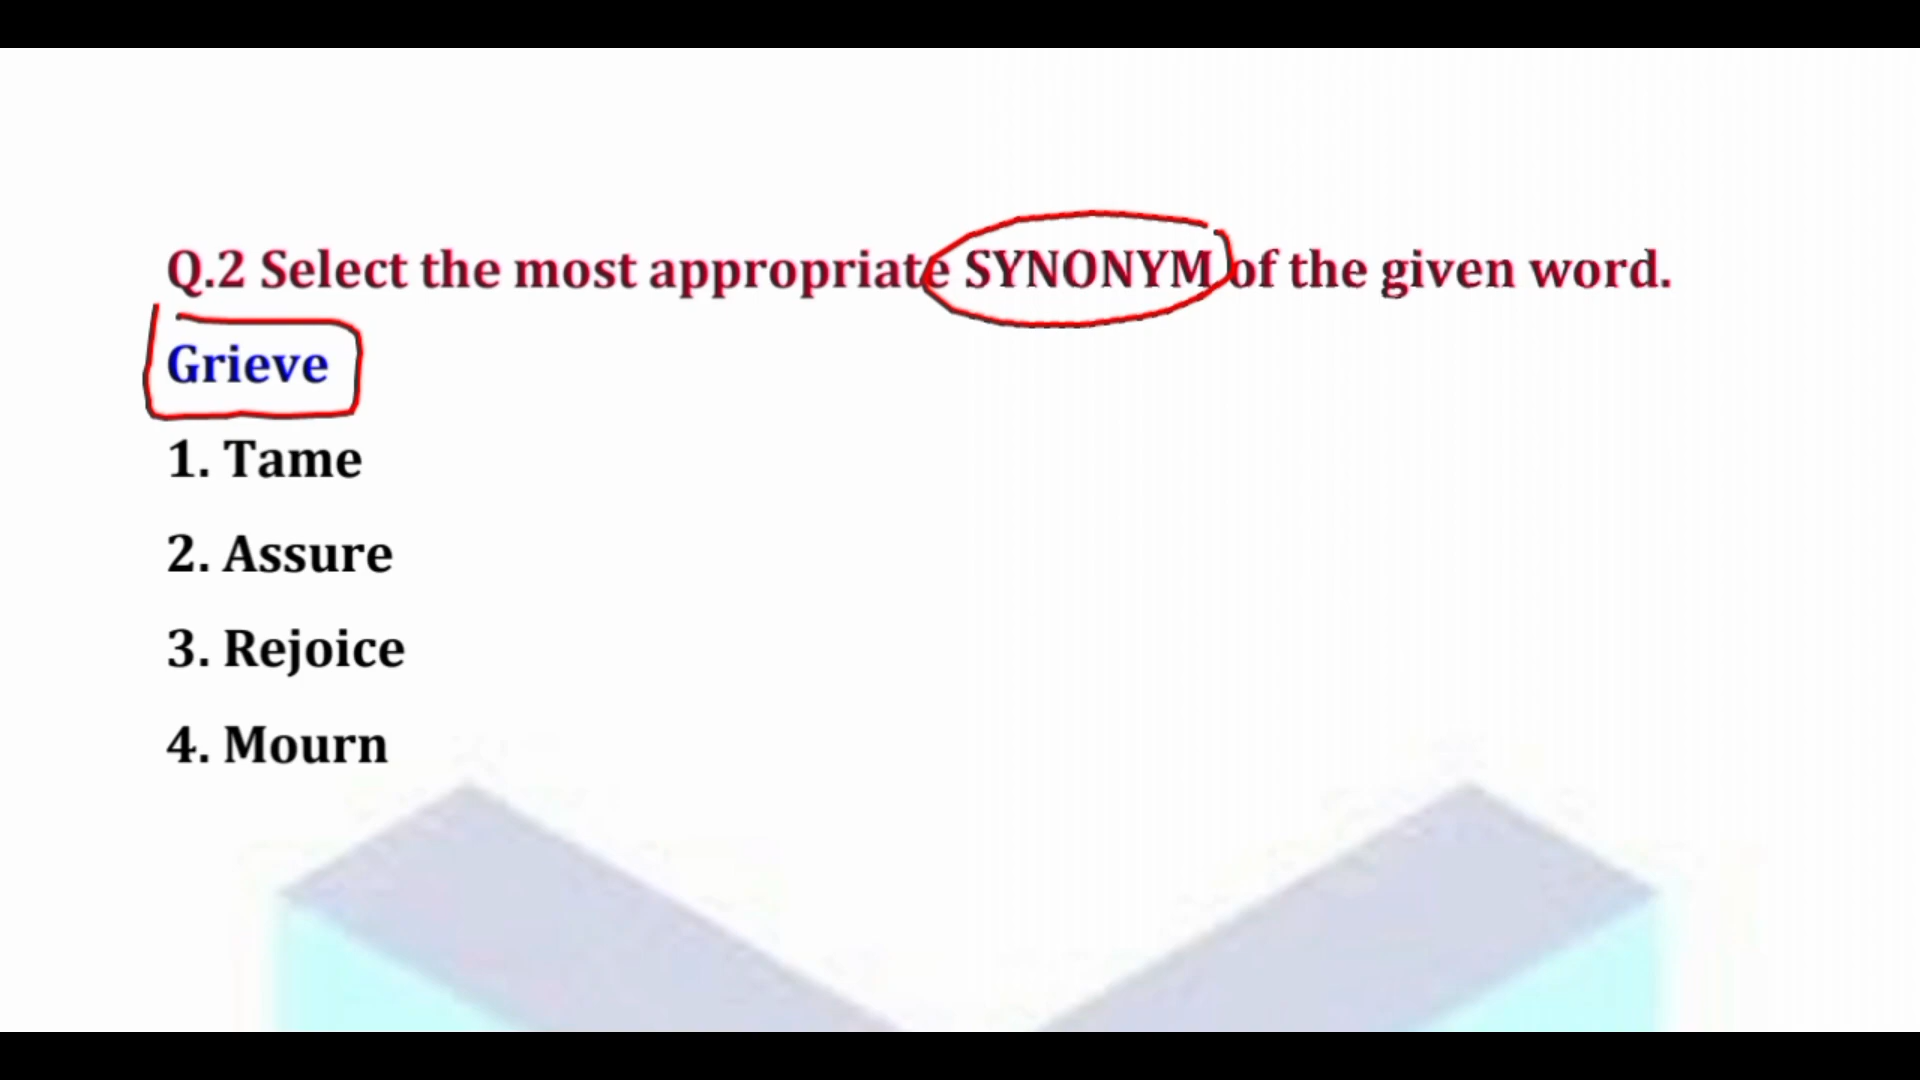 Q.2 Select the most appropriate SYNONYM of the given word.
Grieve
1. Tame
2. Assure
3. Rejoice
4. Mourn